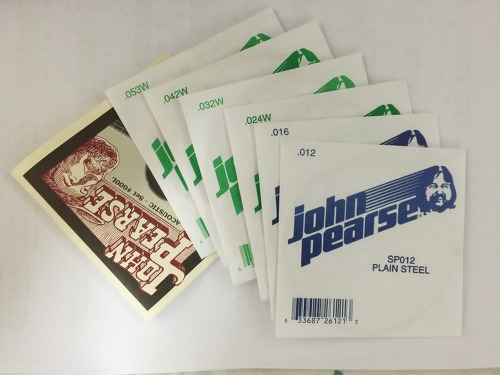 .053W
.042W
.032W
.024W
.016
.012
john
pearse
SP012
PLAIN STEEL
6 33687 26121 3
ACOUSTIC
JOHN
PEARSE